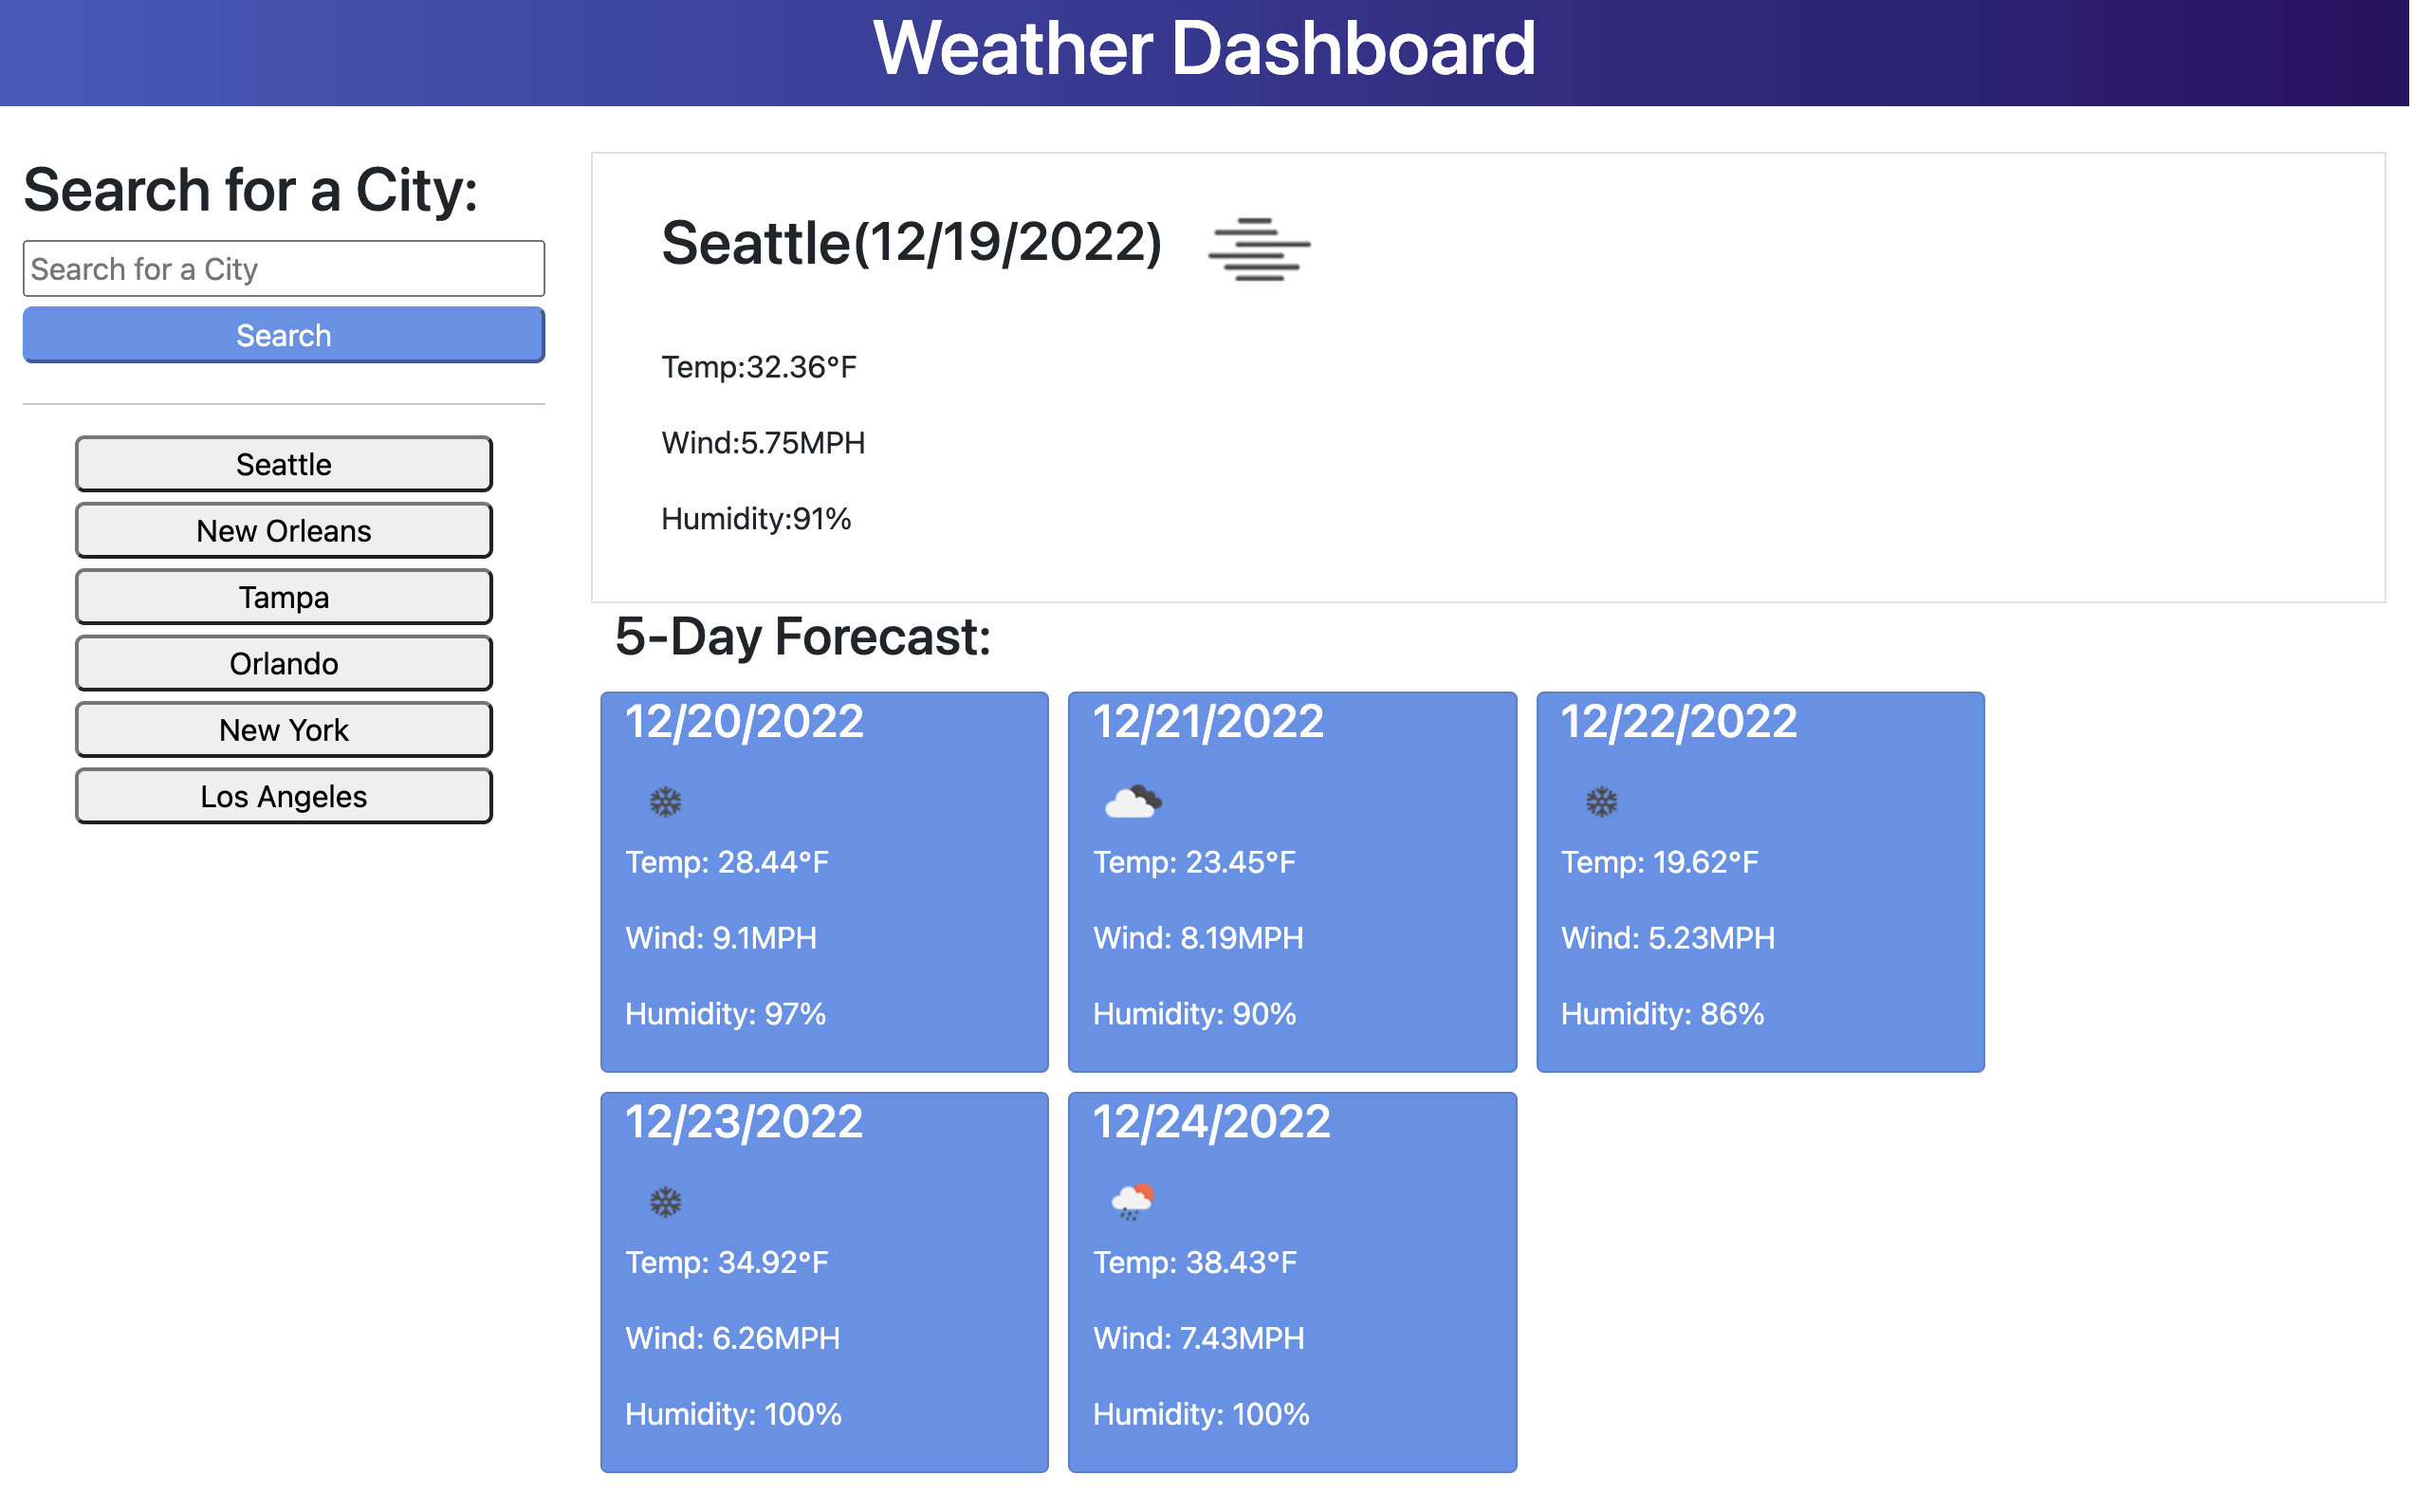 Weather Dashboard
Search for a City:
Search for a City
Search
Seattle
New Orleans
Tampa
Orlando
New York
Los Angeles
Seattle(12/19/2022)
Temp:32.36°F
Wind:5.75MPH
Humidity:91%
5-Day Forecast:
12/20/2022
Temp: 28.44°F
Wind: 9.1MPH
Humidity: 97%
12/21/2022
Temp: 23.45°F
Wind: 8.19MPH
Humidity: 90%
12/22/2022
Temp: 19.62°F
Wind: 5.23MPH
Humidity: 86%
12/23/2022
Temp: 34.92°F
Wind: 6.26MPH
Humidity: 100%
12/24/2022
Temp: 38.43°F
Wind: 7.43MPH
Humidity: 100%